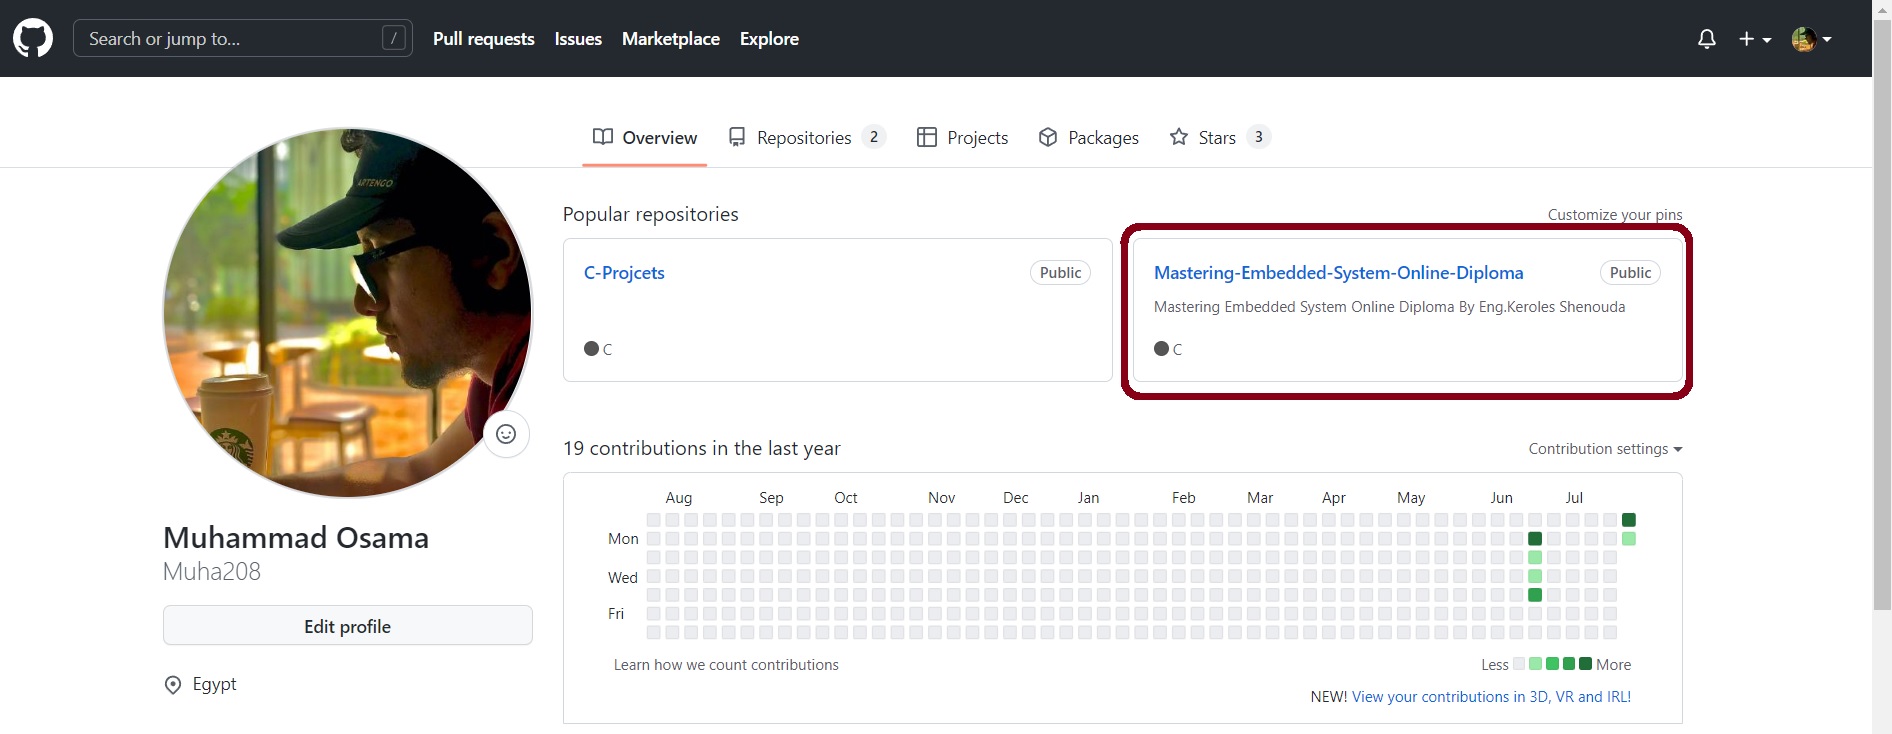 Search or jump to... / Pull requests Issues Marketplace Explore
Overview Repositories 2 Projects Packages Stars 3
ARTENGO
Muhammad Osama
Muha208
Edit profile
Egypt
Popular repositories Customize your pins
C-Projcets Public
C
Mastering-Embedded-System-Online-Diploma Public
Mastering Embedded System Online Diploma By Eng.Keroles Shenouda
C
19 contributions in the last year Contribution settings
Aug Sep Oct Nov Dec Jan Feb Mar Apr May Jun Jul
Mon
Wed
Fri
Learn how we count contributions Less More
NEW! View your contributions in 3D, VR and IRL!